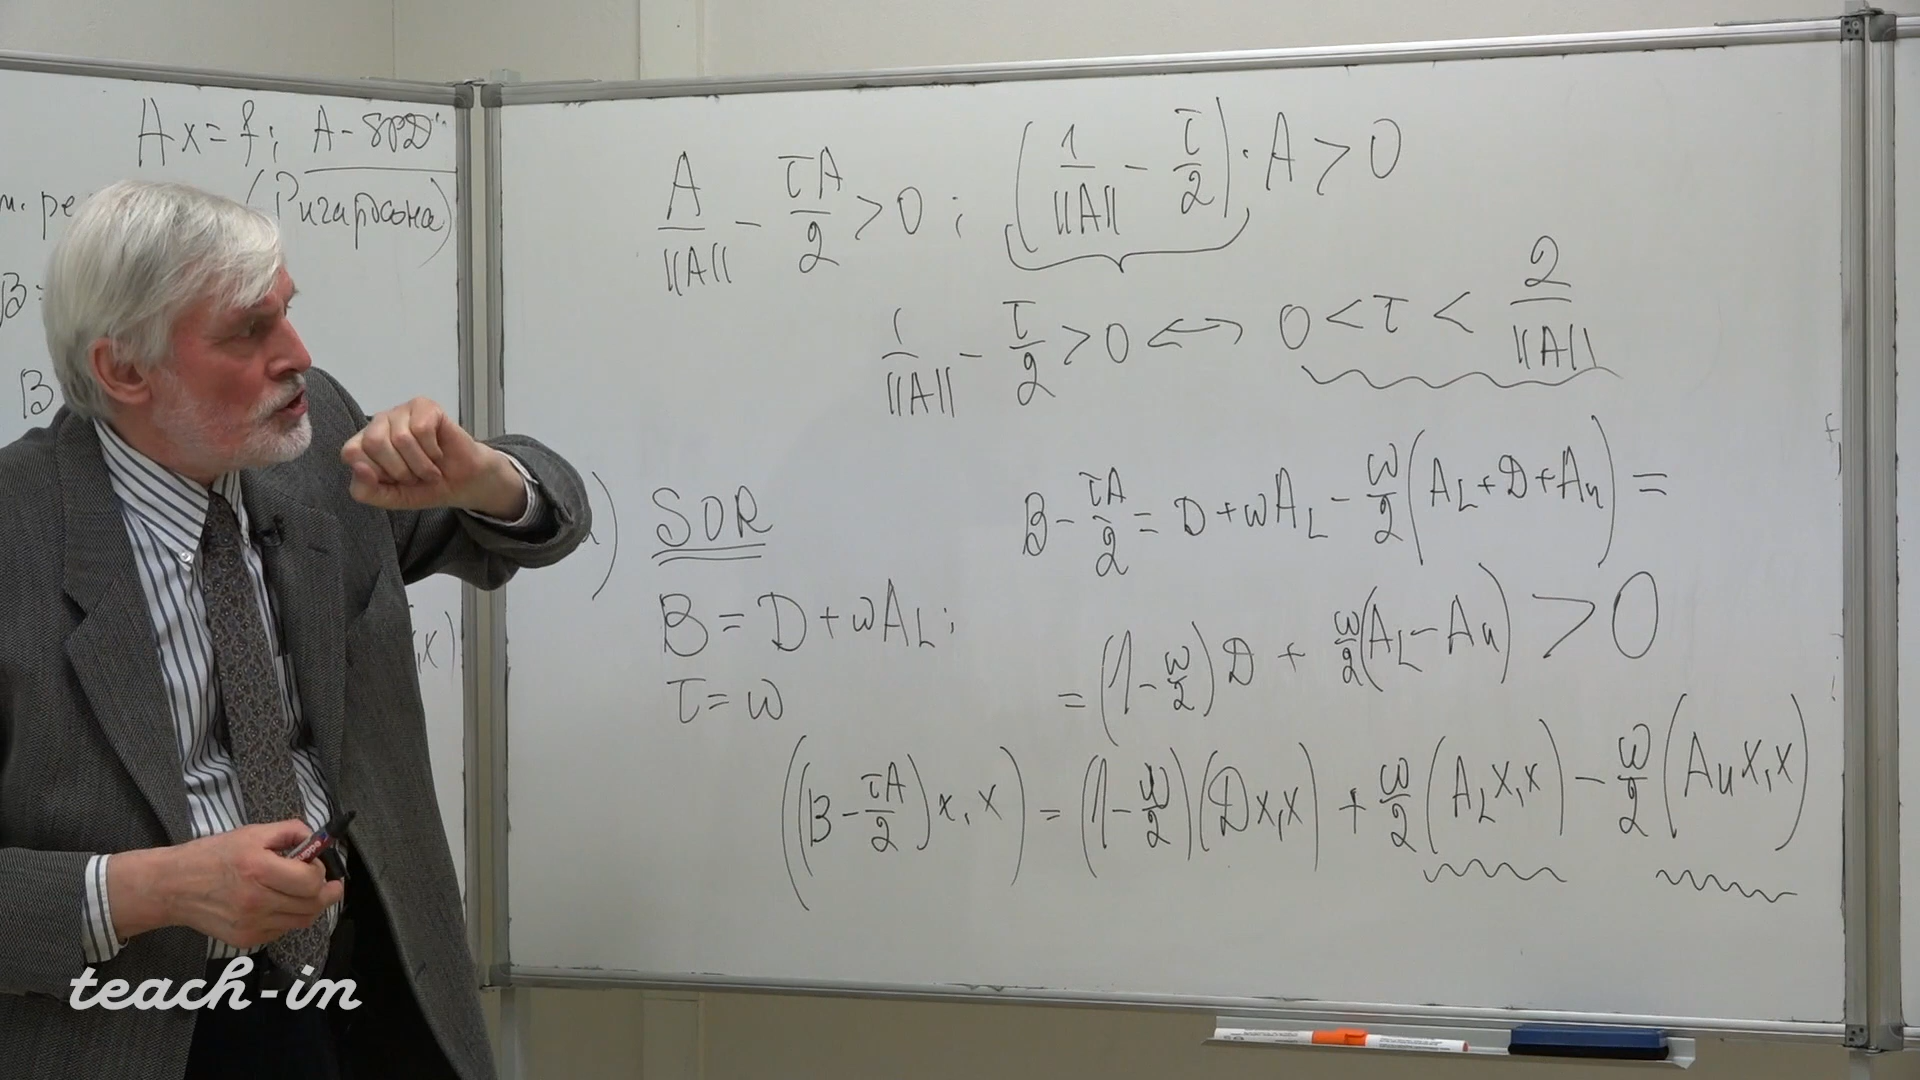 Ax = f; A - SPD
(Ричардсона)
B
B
A/||A|| - τA/2 > 0; (1/||A|| - τ/2)·A > 0
1/||A|| - τ/2 > 0 <-> 0 < τ < 2/||A||
SOR
B = D + ωA_L;
τ = ω
B - τA/2 = D + ωA_L - ω/2 (A_L + D + A_u) =
= (1 - ω/2) D + ω/2 (A_L - A_u) > 0
((B - τA/2)x, x) = (1 - ω/2)(Dx,x) + ω/2 (A_L x,x) - ω/2 (A_u x,x)
teach-in